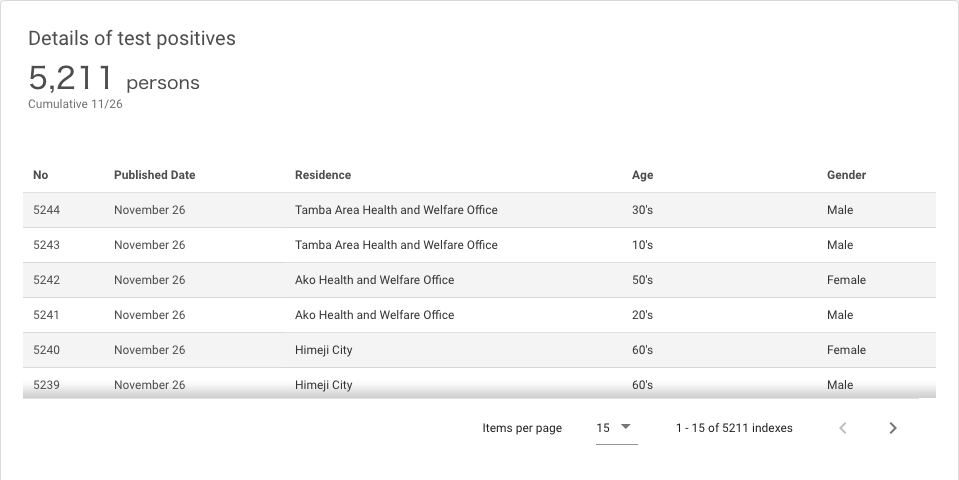 Details of test positives
5,211 persons
Cumulative 11/26
No Published Date Residence Age Gender
5244 November 26 Tamba Area Health and Welfare Office 30's Male
5243 November 26 Tamba Area Health and Welfare Office 10's Male
5242 November 26 Ako Health and Welfare Office 50's Female
5241 November 26 Ako Health and Welfare Office 20's Male
5240 November 26 Himeji City 60's Female
5239 November 26 Himeji City 60's Male
Items per page 15 1 - 15 of 5211 indexes